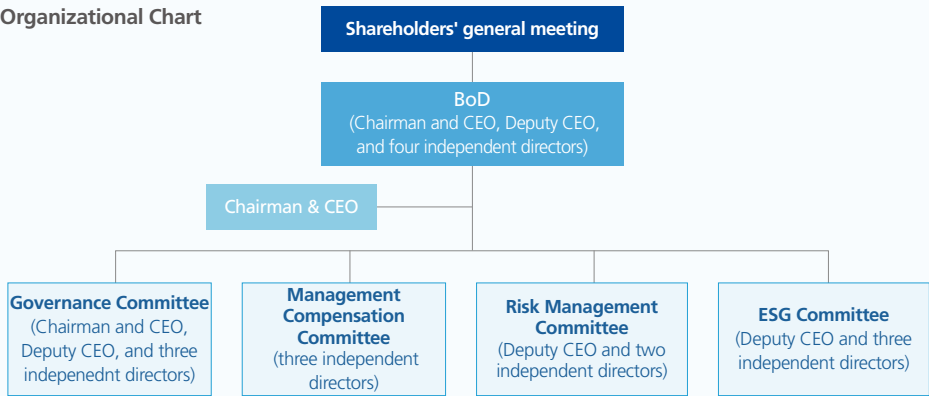 Organizational Chart
Shareholders' general meeting
BoD
(Chairman and CEO, Deputy CEO,
and four independent directors)
Chairman & CEO
Governance Committee
(Chairman and CEO,
Deputy CEO, and three
indepenednt directors)
Management
Compensation
Committee
(three independent
directors)
Risk Management
Committee
(Deputy CEO and two
independent directors)
ESG Committee
(Deputy CEO and three
independent directors)